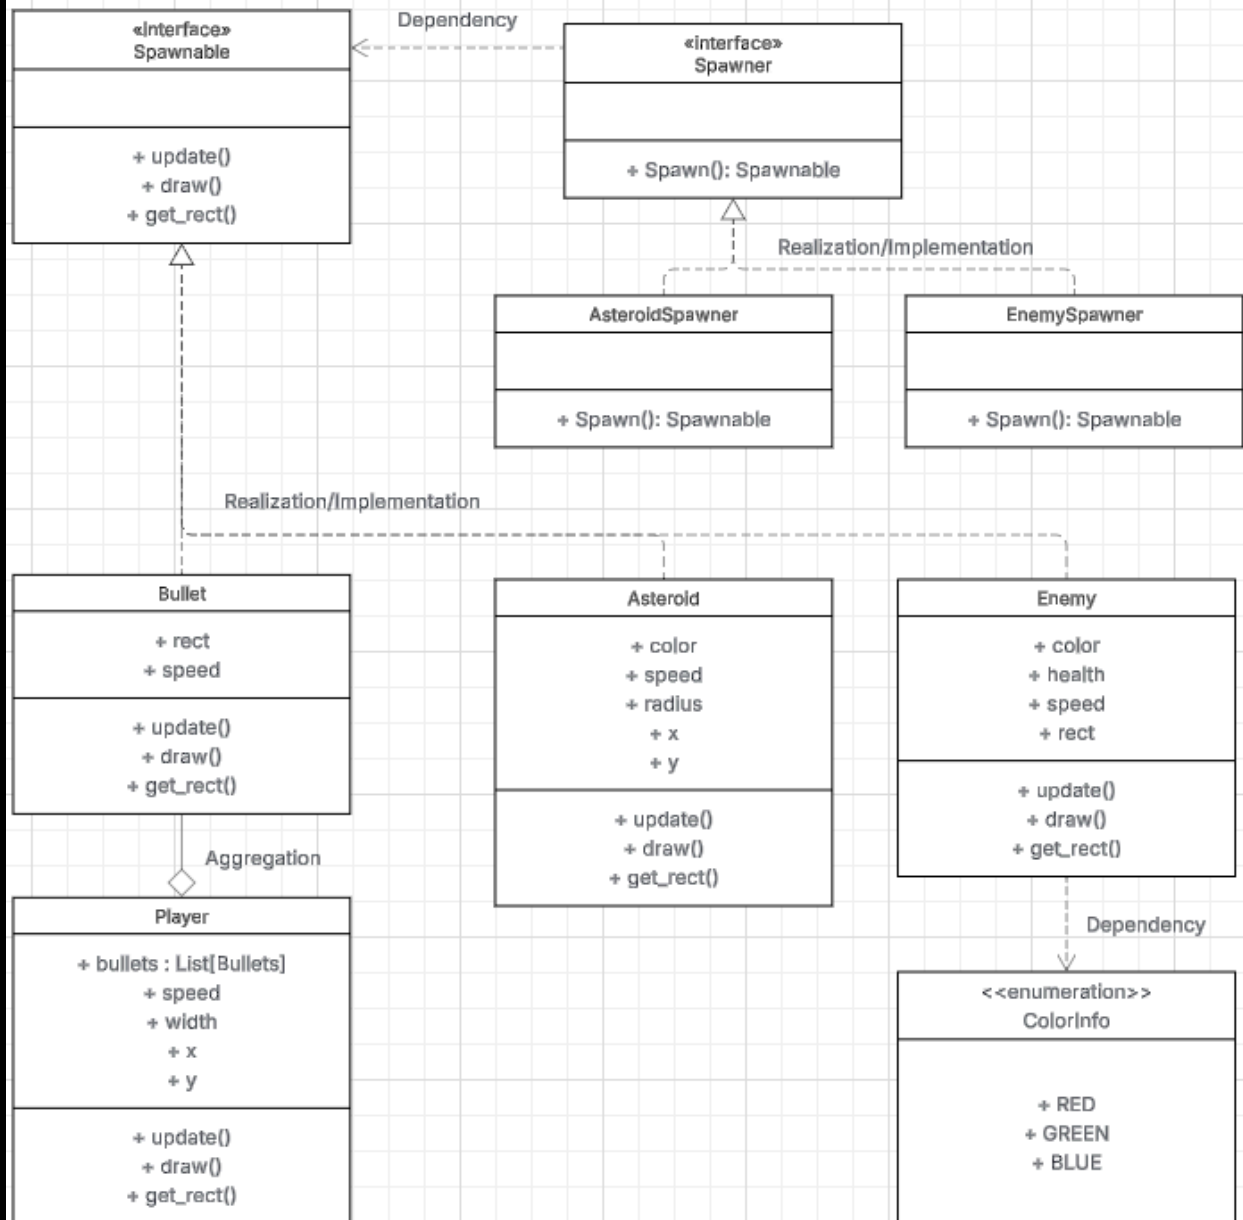 «interface»
Spawnable
+ update()
+ draw()
+ get_rect()
Dependency
«interface»
Spawner
+ Spawn(): Spawnable
Realization/Implementation
AsteroidSpawner
+ Spawn(): Spawnable
EnemySpawner
+ Spawn(): Spawnable
Realization/Implementation
Bullet
+ rect
+ speed
+ update()
+ draw()
+ get_rect()
Asteroid
+ color
+ speed
+ radius
+ x
+ y
+ update()
+ draw()
+ get_rect()
Enemy
+ color
+ health
+ speed
+ rect
+ update()
+ draw()
+ get_rect()
Aggregation
Player
+ bullets : List[Bullets]
+ speed
+ width
+ x
+ y
+ update()
+ draw()
+ get_rect()
Dependency
<<enumeration>>
ColorInfo
+ RED
+ GREEN
+ BLUE